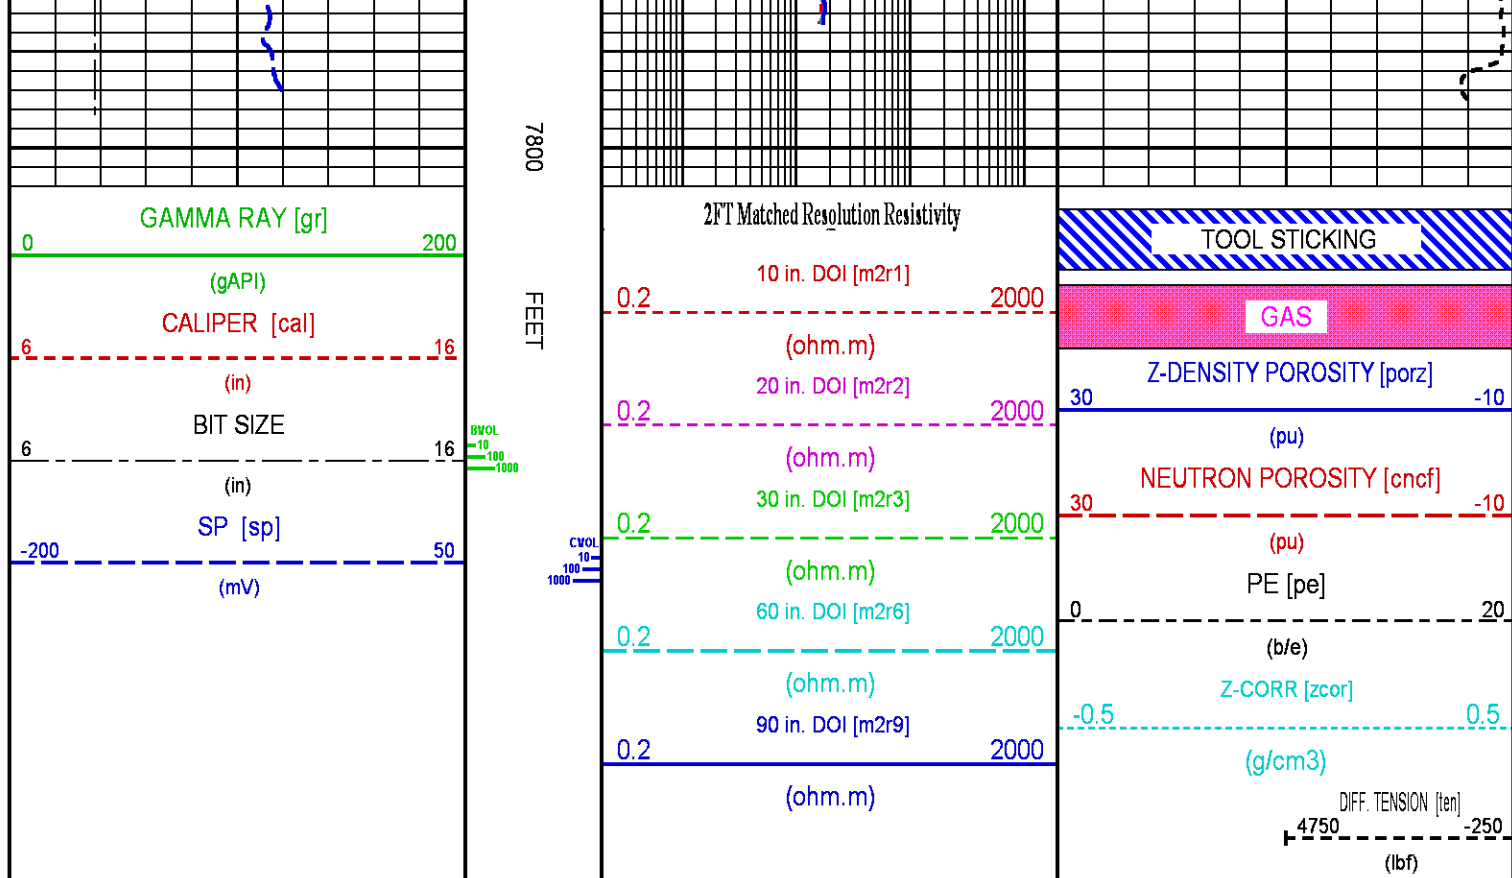 GAMMA RAY [gr]
0 200
(gAPI)
CALIPER [cal]
6 16
(in)
BIT SIZE
6 16
(in)
SP [sp]
-200 50
(mV)
7800
FEET
BVOL
10
100
1000
CVOL
10
100
1000
2FT Matched Resolution Resistivity
10 in. DOI [m2r1]
0.2 2000
(ohm.m)
20 in. DOI [m2r2]
0.2 2000
(ohm.m)
30 in. DOI [m2r3]
0.2 2000
(ohm.m)
60 in. DOI [m2r6]
0.2 2000
(ohm.m)
90 in. DOI [m2r9]
0.2 2000
(ohm.m)
TOOL STICKING
GAS
Z-DENSITY POROSITY [porz]
30 -10
(pu)
NEUTRON POROSITY [cncf]
30 -10
(pu)
PE [pe]
0 20
(b/e)
Z-CORR [zcor]
-0.5 0.5
(g/cm3)
DIFF. TENSION [ten]
4750 -250
(lbf)